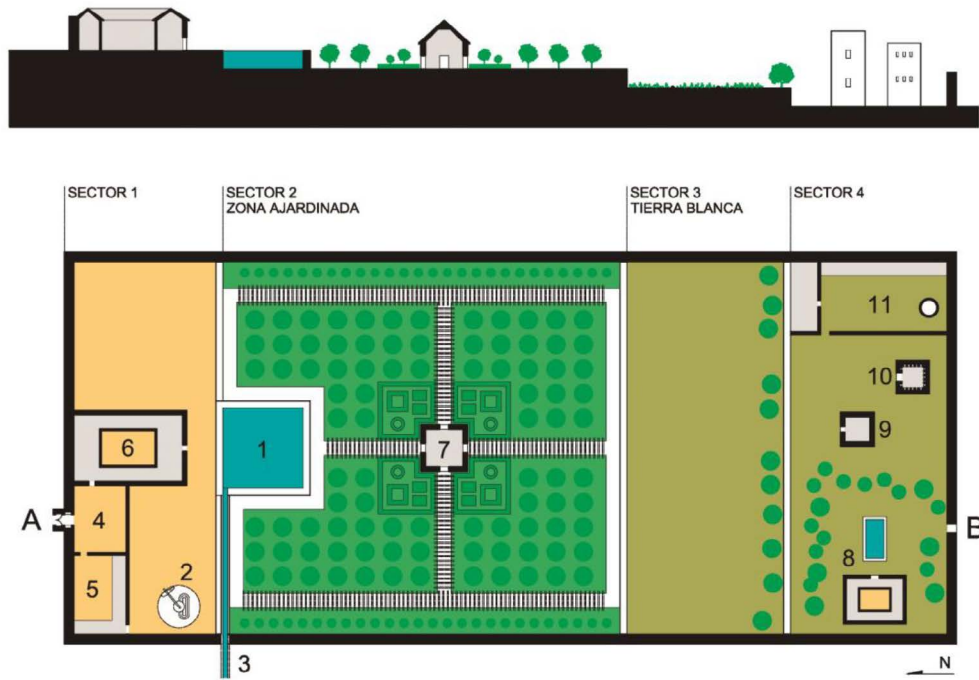 SECTOR 1
SECTOR 2
ZONA AJARDINADA
SECTOR 3
TIERRA BLANCA
SECTOR 4
11
10
9
6
1
7
A
4
B
8
5
2
3
N